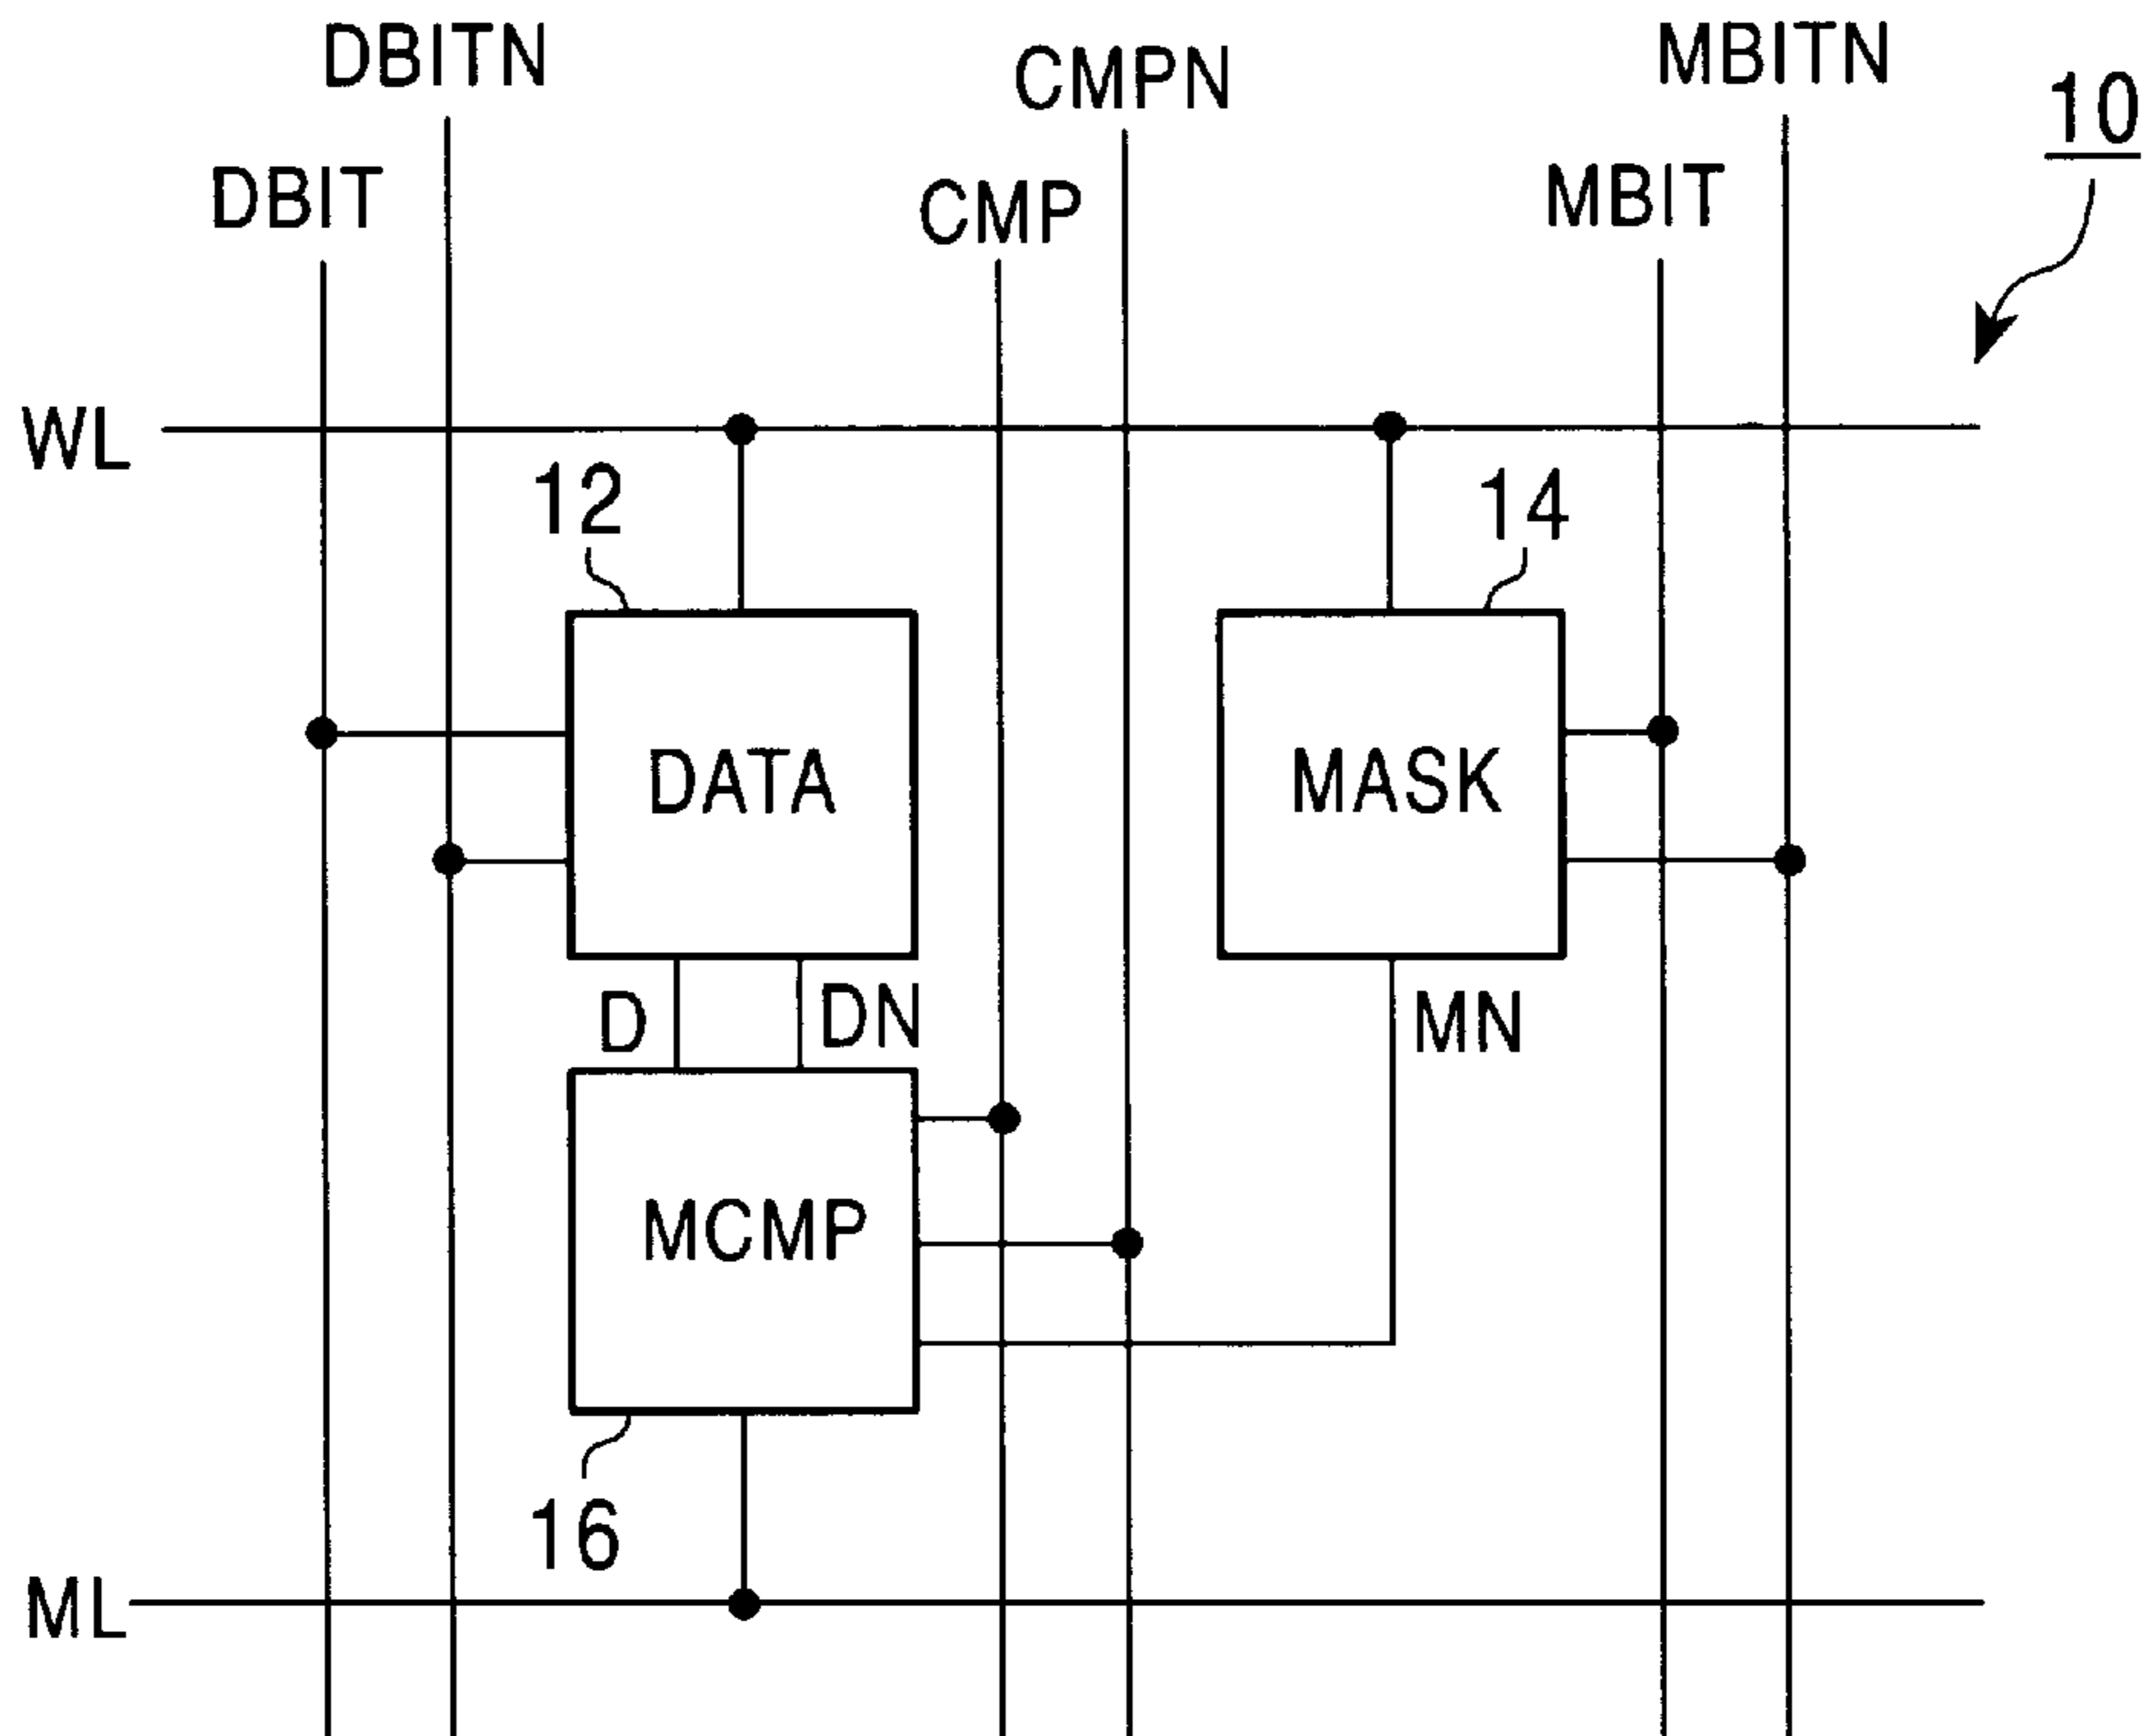 DBITN
CMPN
MBITN
10
DBIT
CMP
MBIT
WL
12
14
DATA
MASK
D
DN
MN
MCMP
16
ML